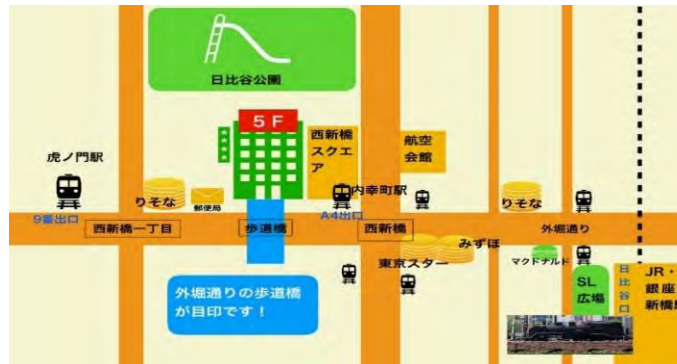 日比谷公園
５Ｆ
西新橋
スクエ
ア
航空
会館
虎ノ門駅
りそな
郵便局
内幸町駅
りそな
9番出口
A4出口
西新橋一丁目
歩道橋
西新橋
外堀通り
みずほ
東京スター
マクドナルド
外堀通りの歩道橋
が目印です！
SL
広場
日比谷口
JR・
銀座
新橋